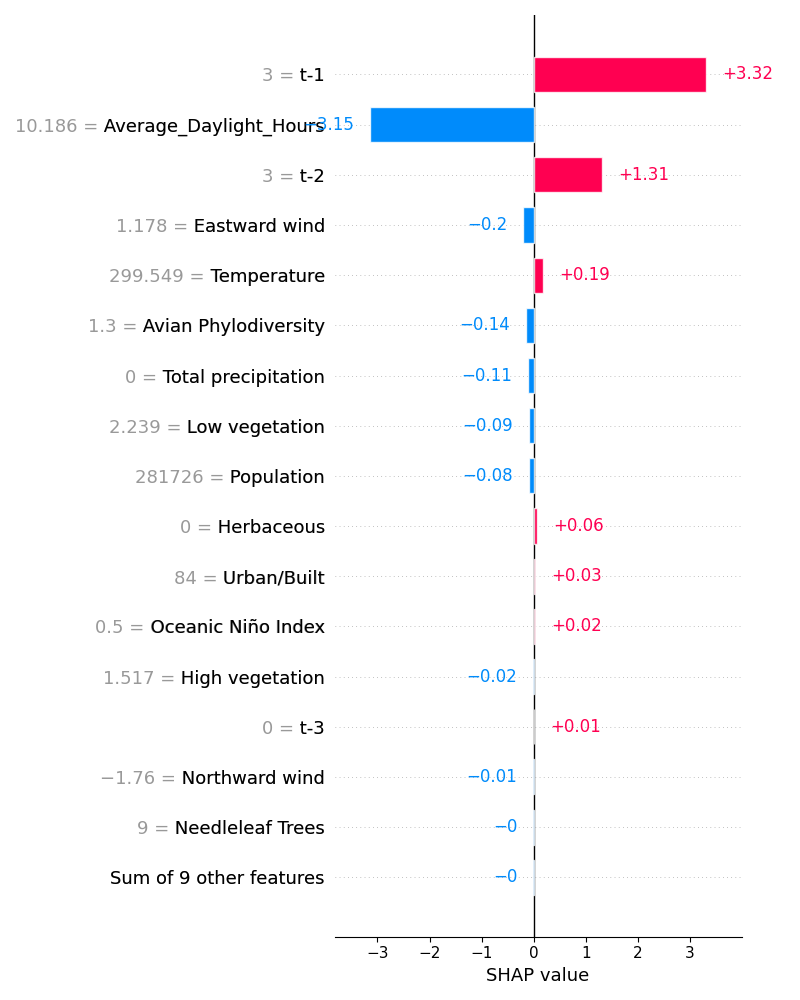 3 = t-1 +3.32
10.186 = Average_Daylight_Hours −3.15
3 = t-2 +1.31
1.178 = Eastward wind −0.2
299.549 = Temperature +0.19
1.3 = Avian Phylodiversity −0.14
0 = Total precipitation −0.11
2.239 = Low vegetation −0.09
281726 = Population −0.08
0 = Herbaceous +0.06
84 = Urban/Built +0.03
0.5 = Oceanic Niño Index +0.02
1.517 = High vegetation −0.02
0 = t-3 +0.01
−1.76 = Northward wind −0.01
9 = Needleleaf Trees −0
Sum of 9 other features −0
−3 −2 −1 0 1 2 3
SHAP value